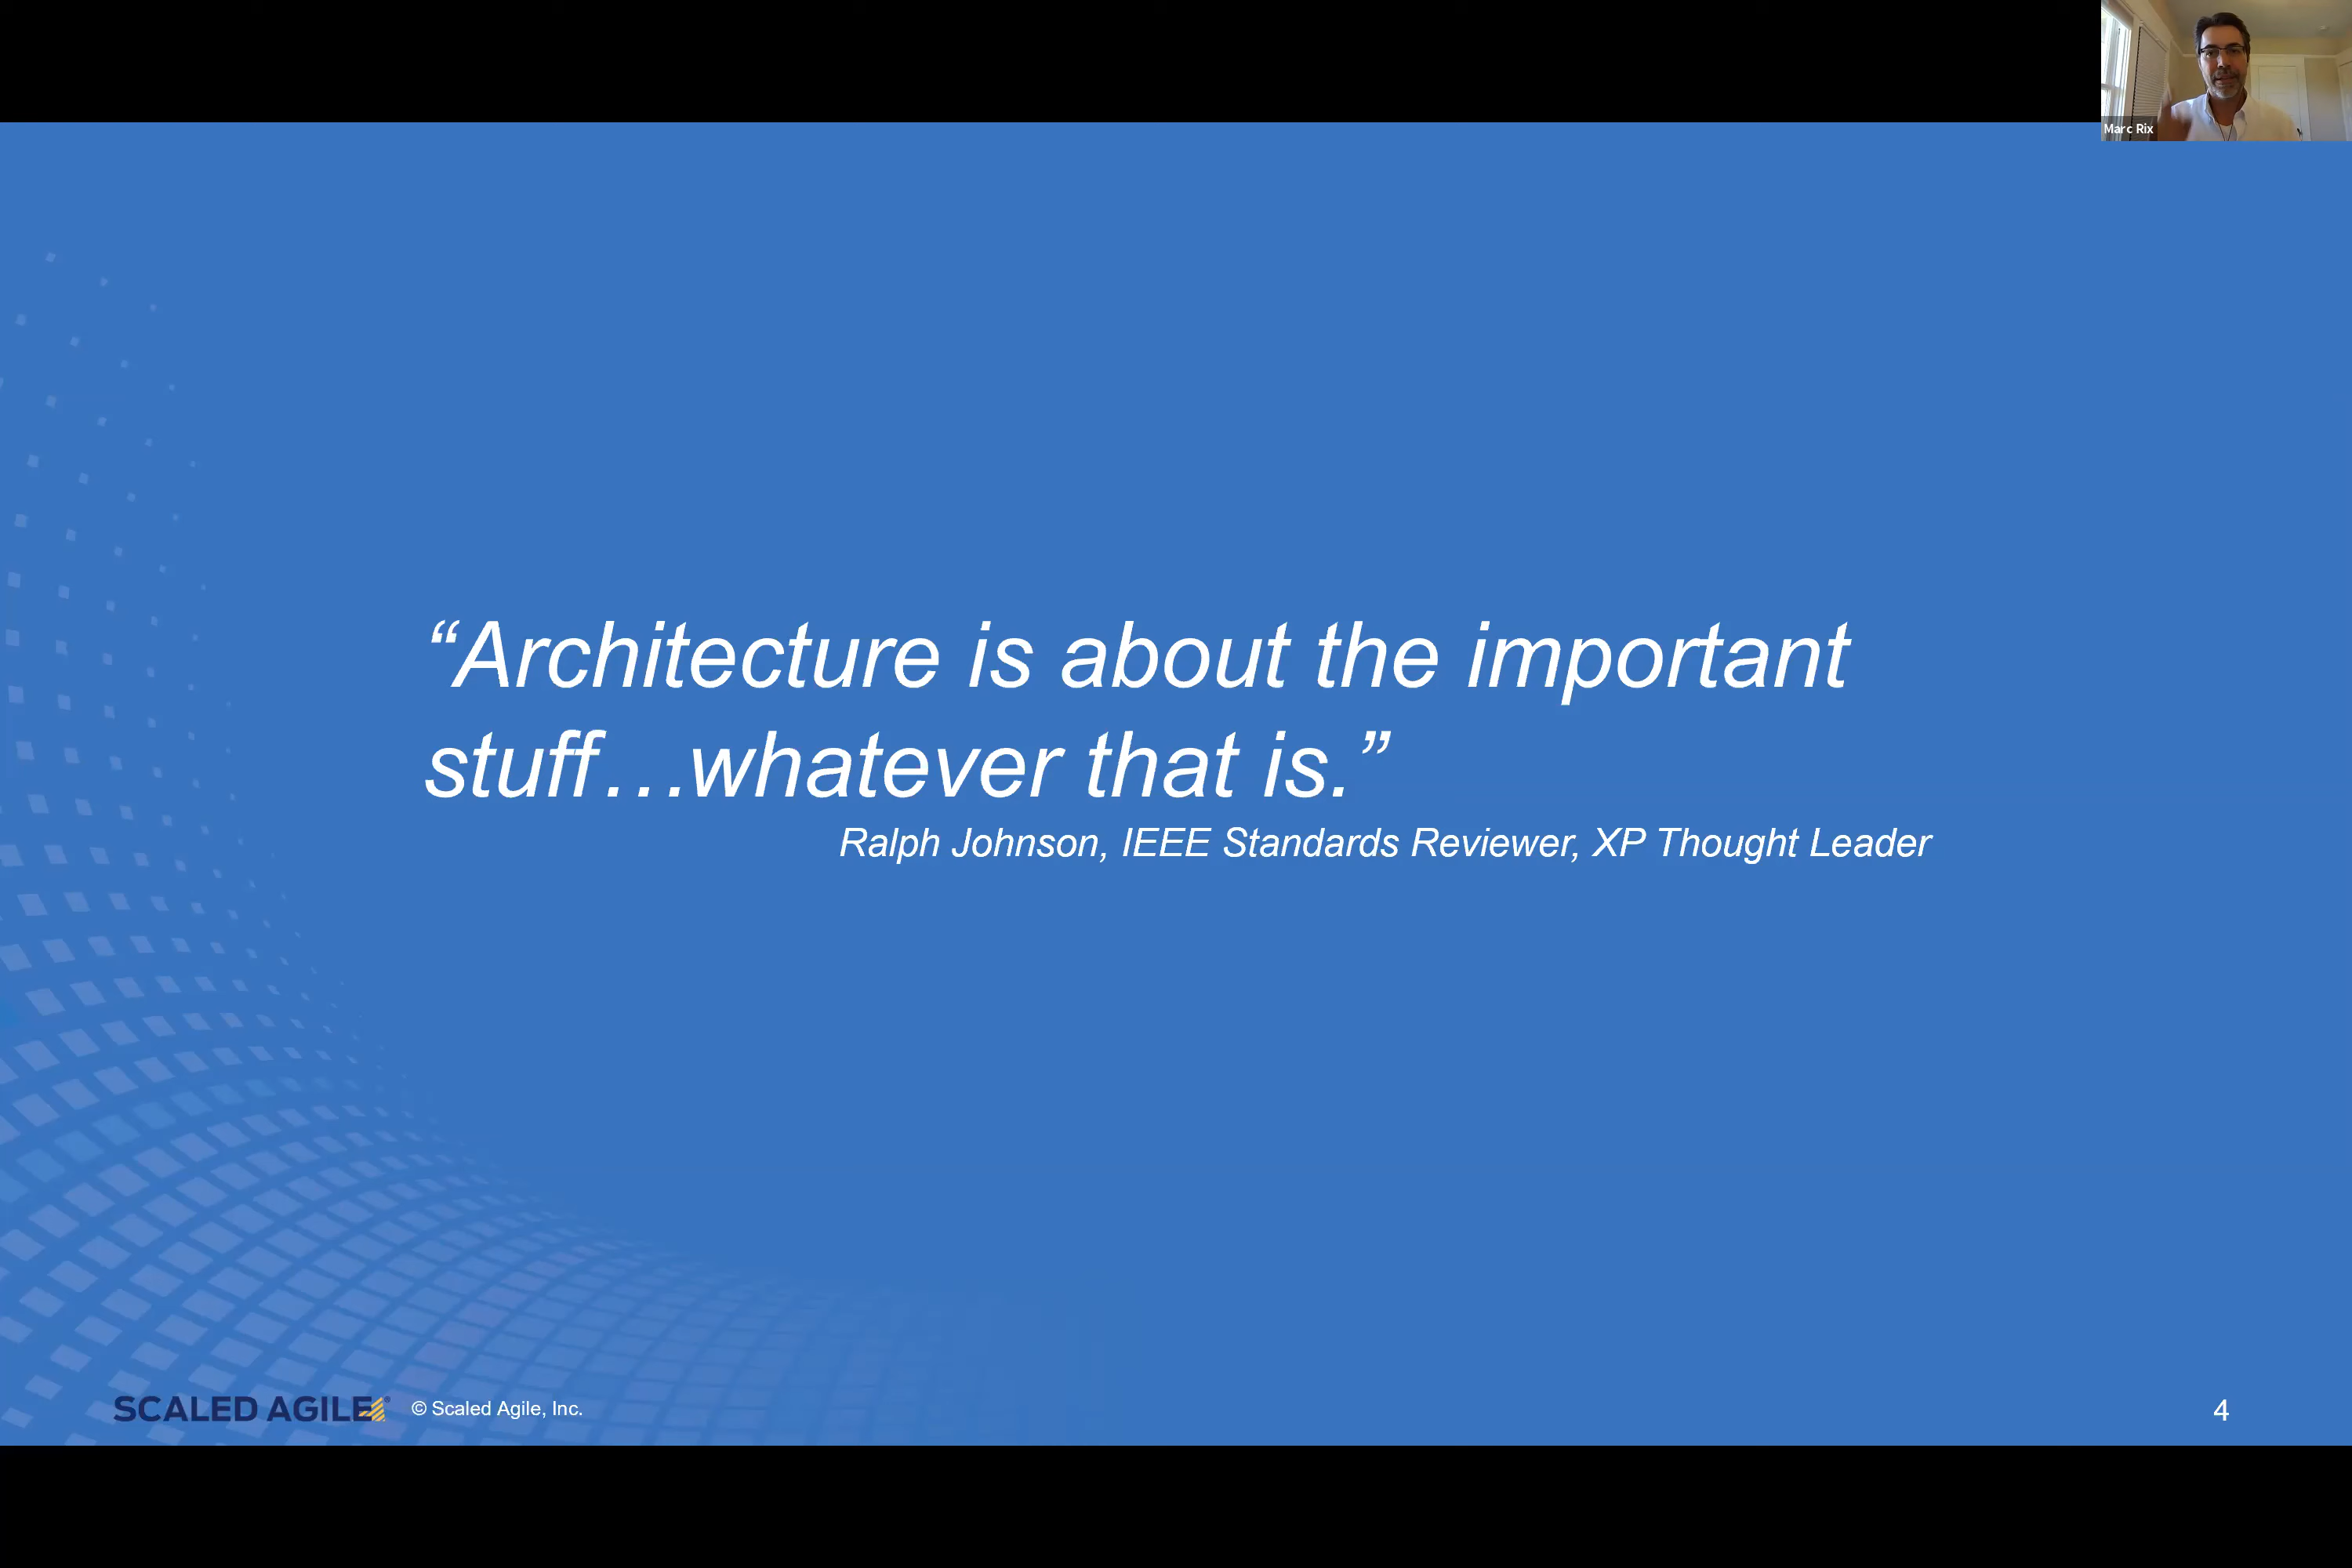 Marc Rix
“Architecture is about the important
stuff…whatever that is.”
Ralph Johnson, IEEE Standards Reviewer, XP Thought Leader
SCALED AGILE
© Scaled Agile, Inc.
4